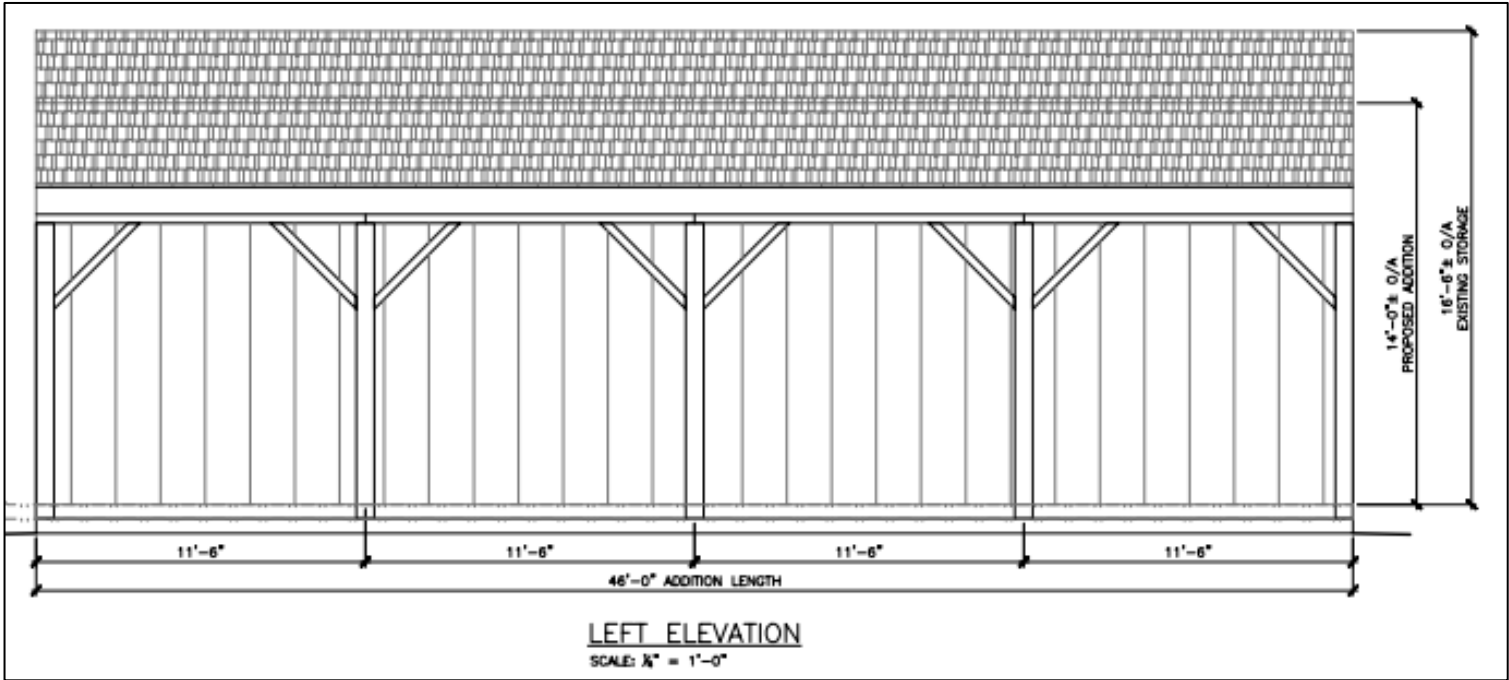 14'-0"± O/A
PROPOSED ADDITION
16'-6"± O/A
EXISTING STORAGE
11'-6"
11'-6"
11'-6"
11'-6"
46'-0" ADDITION LENGTH
LEFT ELEVATION
SCALE: ¼" = 1'-0"